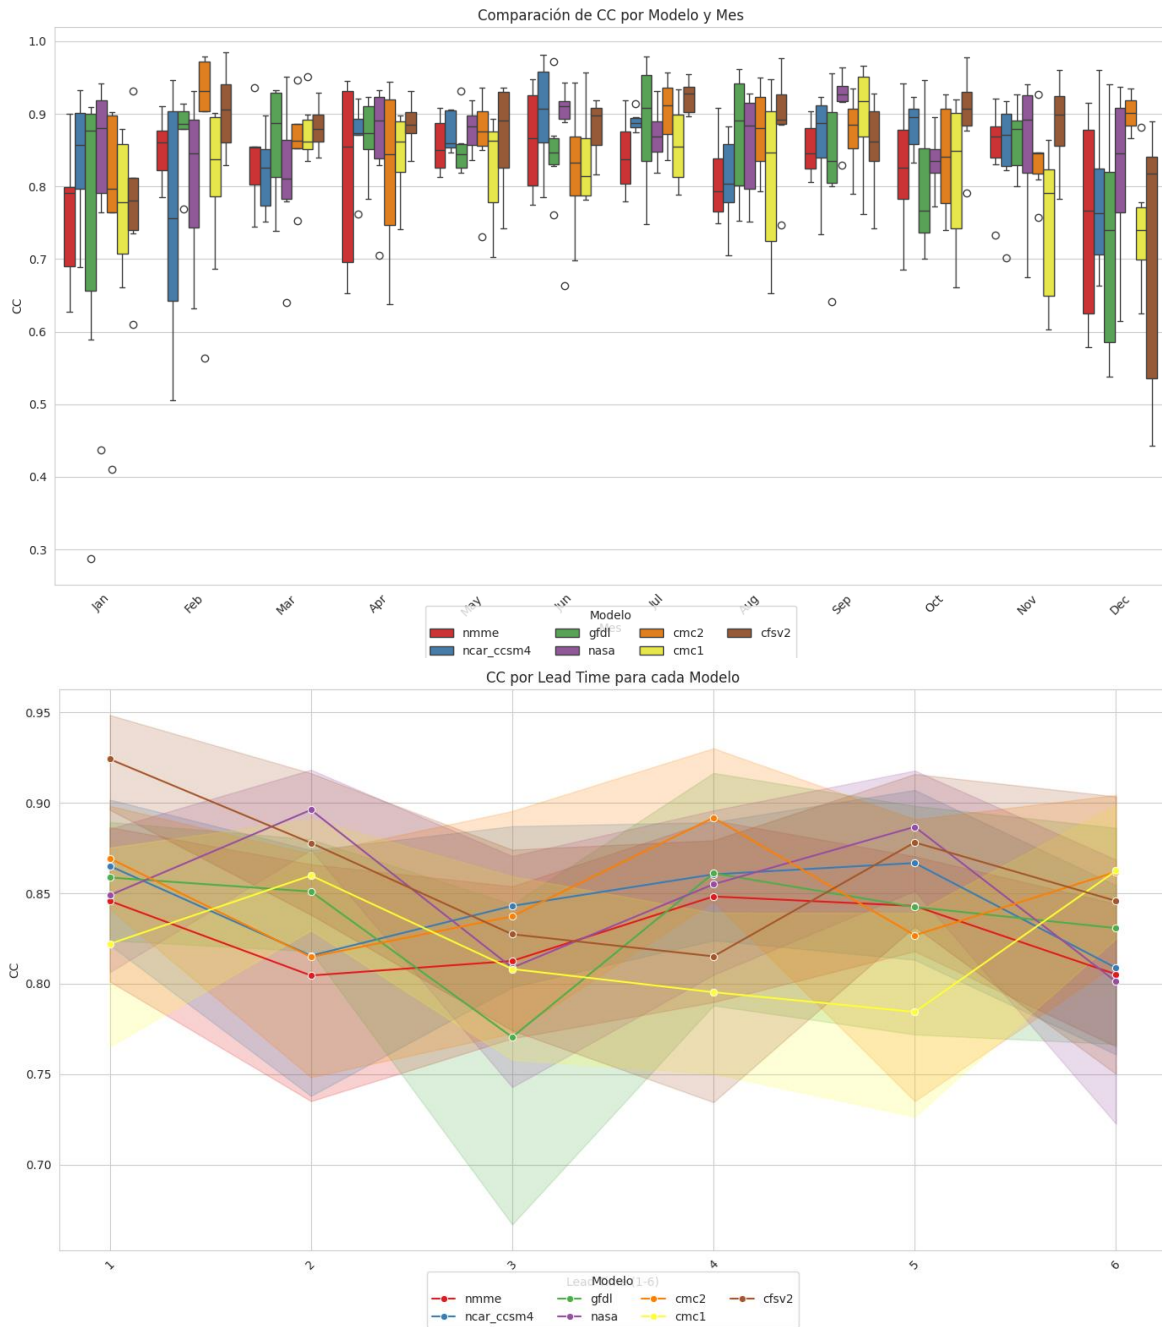 Comparación de CC por Modelo y Mes
1.0
0.9
0.8
0.7
0.6
0.5
0.4
0.3
CC
Jan
Feb
Mar
Apr
May
Jun
Jul
Aug
Sep
Oct
Nov
Dec
Mes
Modelo
nmme
gfdl
cmc2
cfsv2
ncar_ccsm4
nasa
cmc1
CC por Lead Time para cada Modelo
0.95
0.90
0.85
0.80
0.75
0.70
CC
1
2
3
4
5
6
Modelo
nmme
gfdl
cmc2
cfsv2
ncar_ccsm4
nasa
cmc1